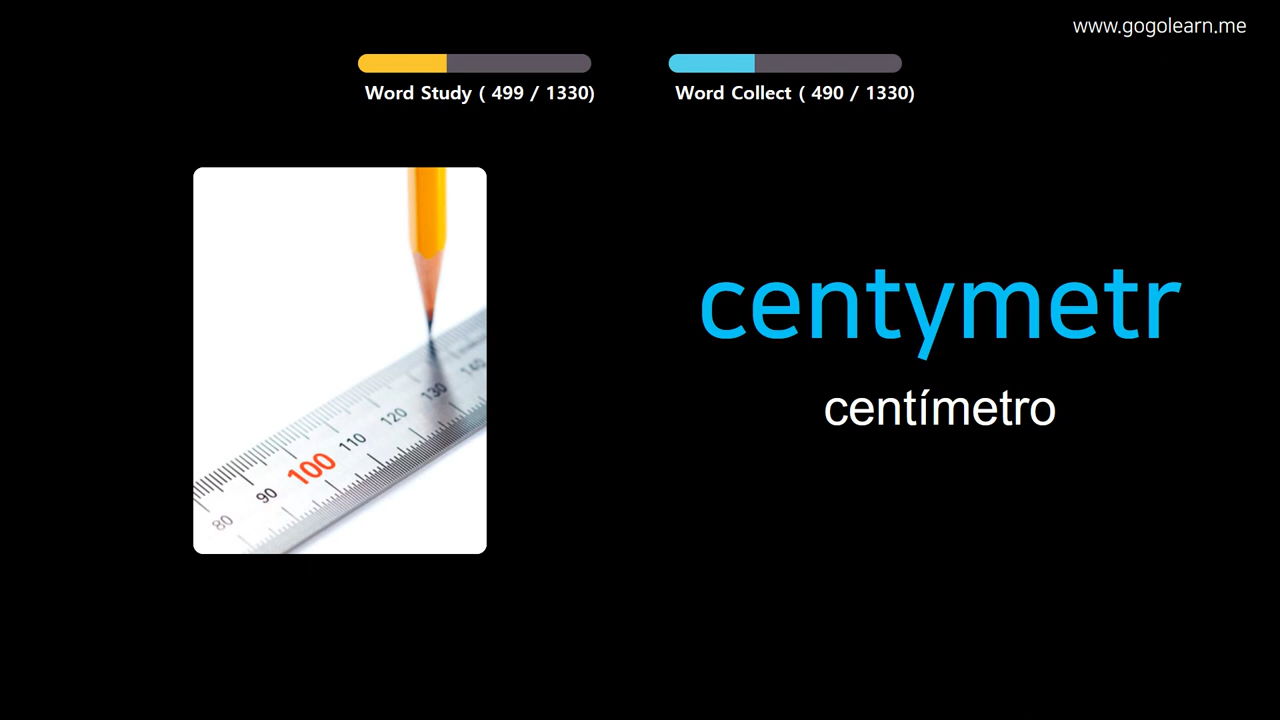 www.gogolearn.me
Word Study ( 499 / 1330)
Word Collect ( 490 / 1330)
centymetr
centímetro
140
130
120
110
100
90
80